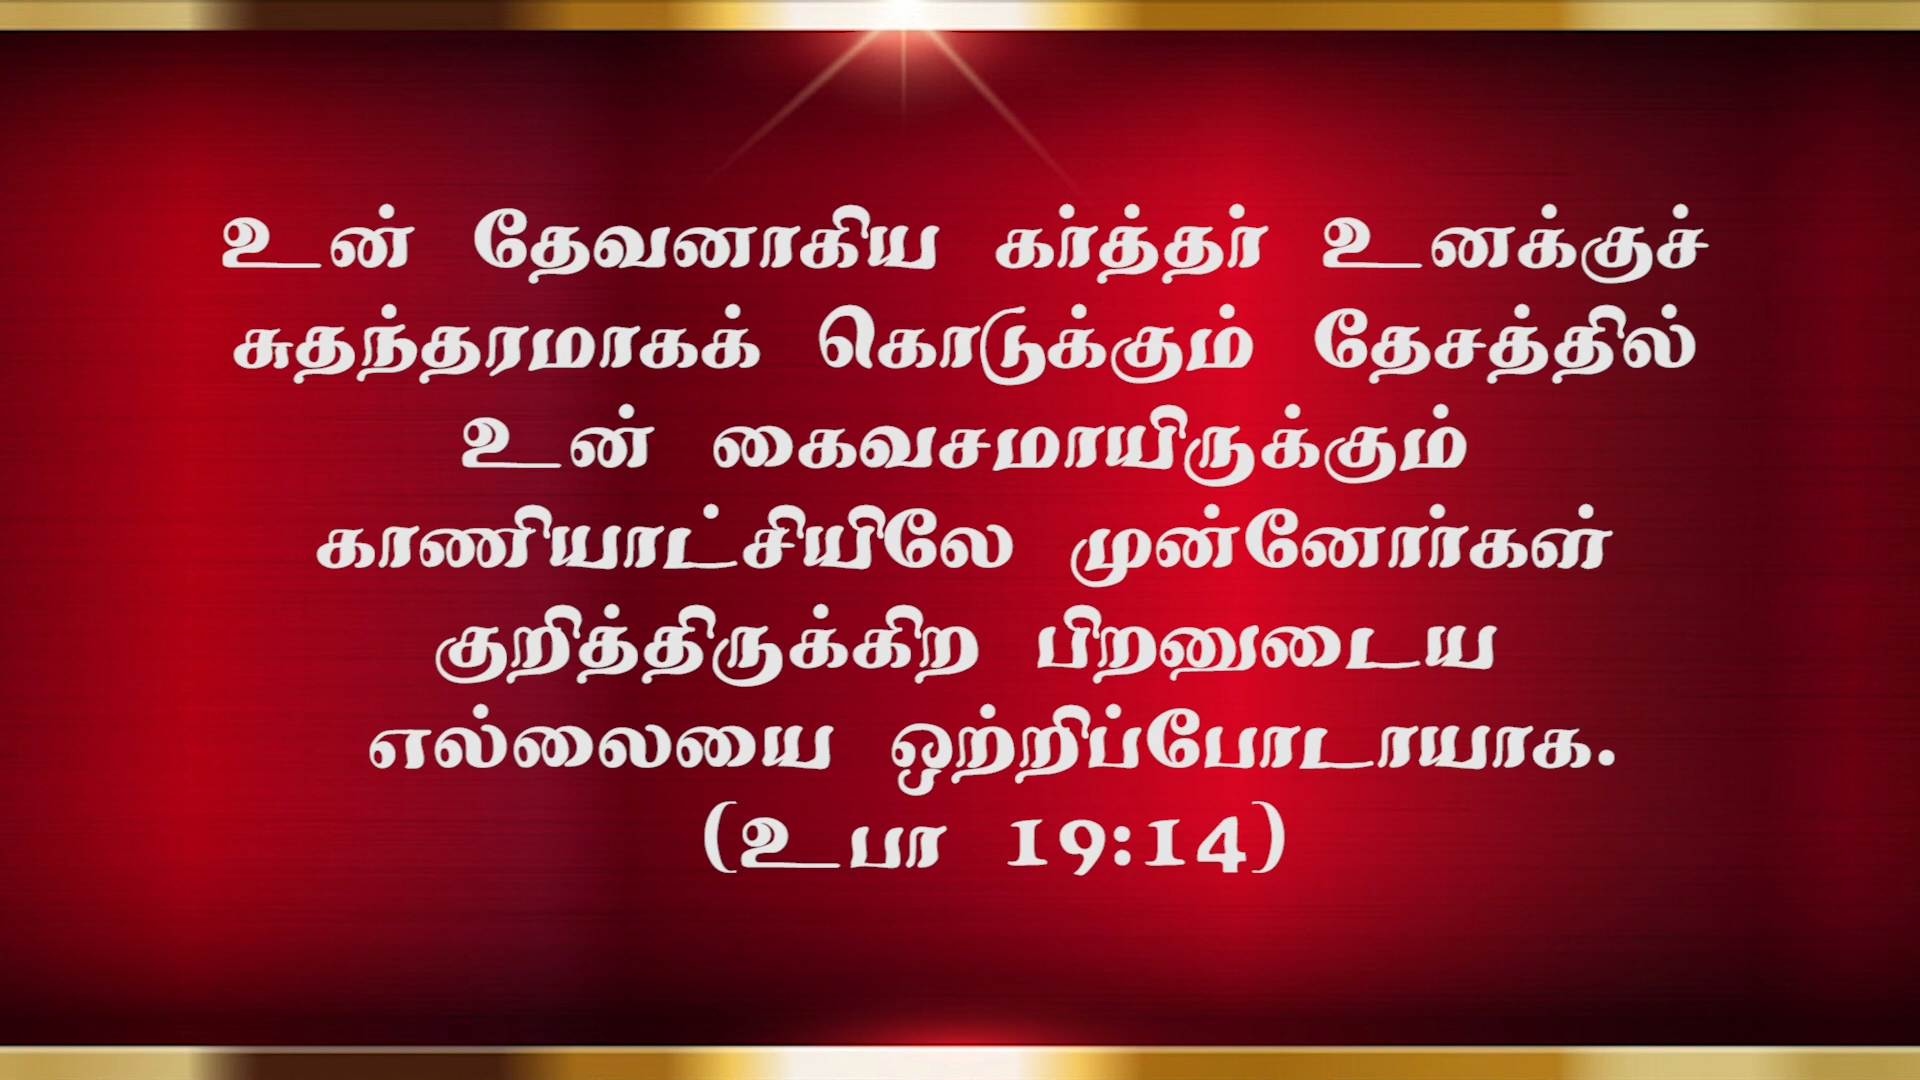 உன் தேவனாகிய கர்த்தர் உனக்குச்
சுதந்தரமாகக் கொடுக்கும் தேசத்தில்
உன் கைவசமாயிருக்கும்
காணியாட்சியிலே முன்னோர்கள்
குறித்திருக்கிற பிறனுடைய
எல்லையை ஒற்றிப்போடாயாக.
(உபா 19:14)